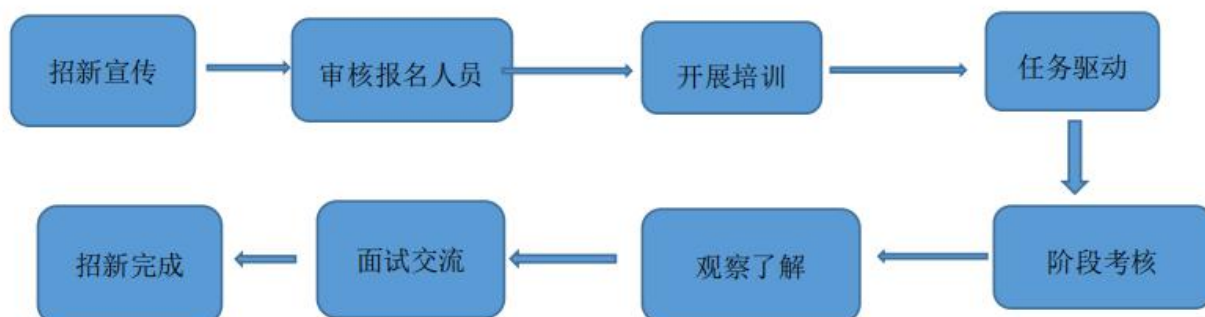 招新宣传
审核报名人员
开展培训
任务驱动
阶段考核
观察了解
面试交流
招新完成